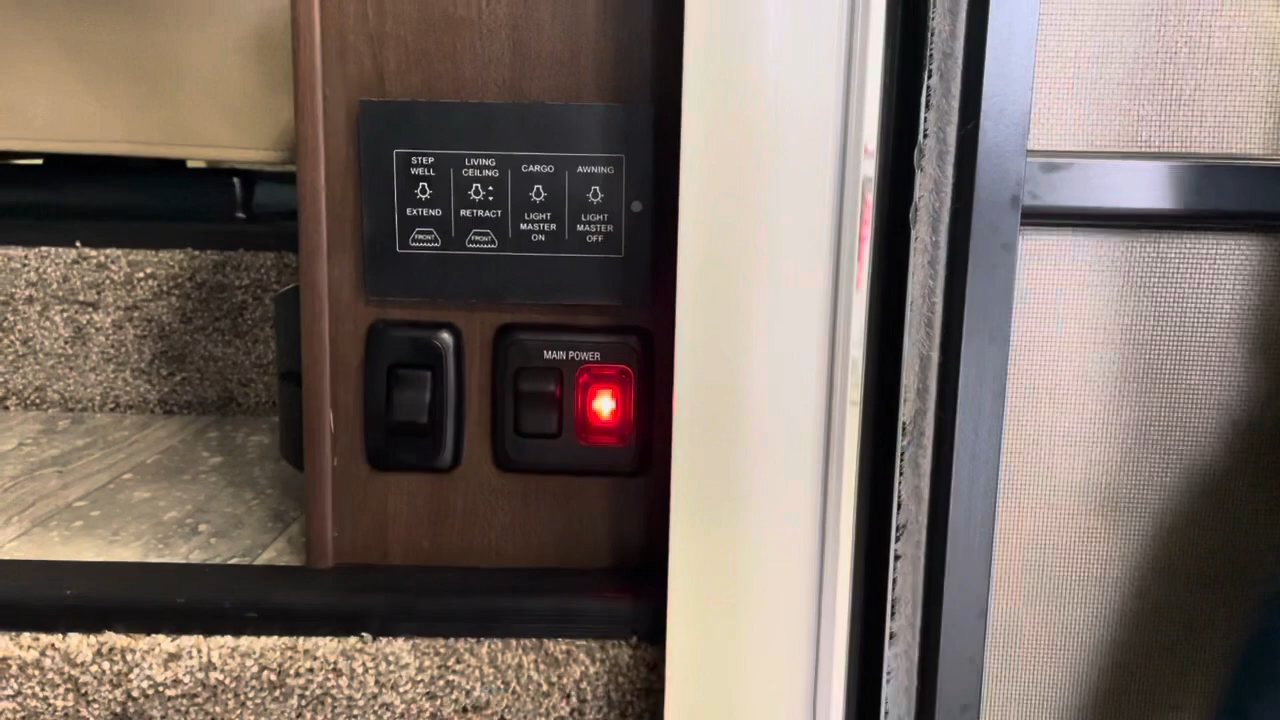 STEP
WELL
LIVING
CEILING
CARGO
AWNING
EXTEND
RETRACT
LIGHT
MASTER
ON
LIGHT
MASTER
OFF
FRONT
FRONT
MAIN POWER